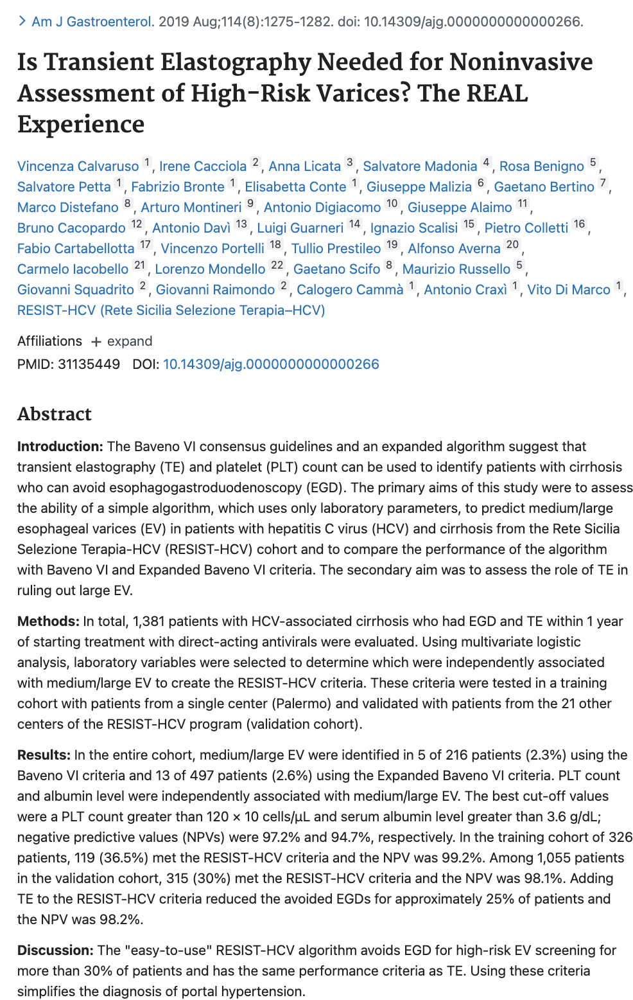 > Am J Gastroenterol. 2019 Aug;114(8):1275-1282. doi: 10.14309/ajg.0000000000000266.
Is Transient Elastography Needed for Noninvasive
Assessment of High-Risk Varices? The REAL
Experience
Vincenza Calvaruso 1, Irene Cacciola 2, Anna Licata 3, Salvatore Madonia 4, Rosa Benigno 5,
Salvatore Petta 1, Fabrizio Bronte 1, Elisabetta Conte 1, Giuseppe Malizia 6, Gaetano Bertino 7,
Marco Distefano 8, Arturo Montineri 9, Antonio Digiacomo 10, Giuseppe Alaimo 11,
Bruno Cacopardo 12, Antonio Davì 13, Luigi Guarneri 14, Ignazio Scalisi 15, Pietro Colletti 16,
Fabio Cartabellotta 17, Vincenzo Portelli 18, Tullio Prestileo 19, Alfonso Averna 20,
Carmelo Iacobello 21, Lorenzo Mondello 22, Gaetano Scifo 8, Maurizio Russello 5,
Giovanni Squadrito 2, Giovanni Raimondo 2, Calogero Cammà 1, Antonio Craxì 1, Vito Di Marco 1,
RESIST-HCV (Rete Sicilia Selezione Terapia–HCV)
Affiliations + expand
PMID: 31135449 DOI: 10.14309/ajg.0000000000000266
Abstract
Introduction: The Baveno VI consensus guidelines and an expanded algorithm suggest that
transient elastography (TE) and platelet (PLT) count can be used to identify patients with cirrhosis
who can avoid esophagogastroduodenoscopy (EGD). The primary aims of this study were to assess
the ability of a simple algorithm, which uses only laboratory parameters, to predict medium/large
esophageal varices (EV) in patients with hepatitis C virus (HCV) and cirrhosis from the Rete Sicilia
Selezione Terapia-HCV (RESIST-HCV) cohort and to compare the performance of the algorithm
with Baveno VI and Expanded Baveno VI criteria. The secondary aim was to assess the role of TE in
ruling out large EV.
Methods: In total, 1,381 patients with HCV-associated cirrhosis who had EGD and TE within 1 year
of starting treatment with direct-acting antivirals were evaluated. Using multivariate logistic
analysis, laboratory variables were selected to determine which were independently associated
with medium/large EV to create the RESIST-HCV criteria. These criteria were tested in a training
cohort with patients from a single center (Palermo) and validated with patients from the 21 other
centers of the RESIST-HCV program (validation cohort).
Results: In the entire cohort, medium/large EV were identified in 5 of 216 patients (2.3%) using the
Baveno VI criteria and 13 of 497 patients (2.6%) using the Expanded Baveno VI criteria. PLT count
and albumin level were independently associated with medium/large EV. The best cut-off values
were a PLT count greater than 120 × 10 cells/μL and serum albumin level greater than 3.6 g/dL;
negative predictive values (NPVs) were 97.2% and 94.7%, respectively. In the training cohort of 326
patients, 119 (36.5%) met the RESIST-HCV criteria and the NPV was 99.2%. Among 1,055 patients
in the validation cohort, 315 (30%) met the RESIST-HCV criteria and the NPV was 98.1%. Adding
TE to the RESIST-HCV criteria reduced the avoided EGDs for approximately 25% of patients and
the NPV was 98.2%.
Discussion: The "easy-to-use" RESIST-HCV algorithm avoids EGD for high-risk EV screening for
more than 30% of patients and has the same performance criteria as TE. Using these criteria
simplifies the diagnosis of portal hypertension.